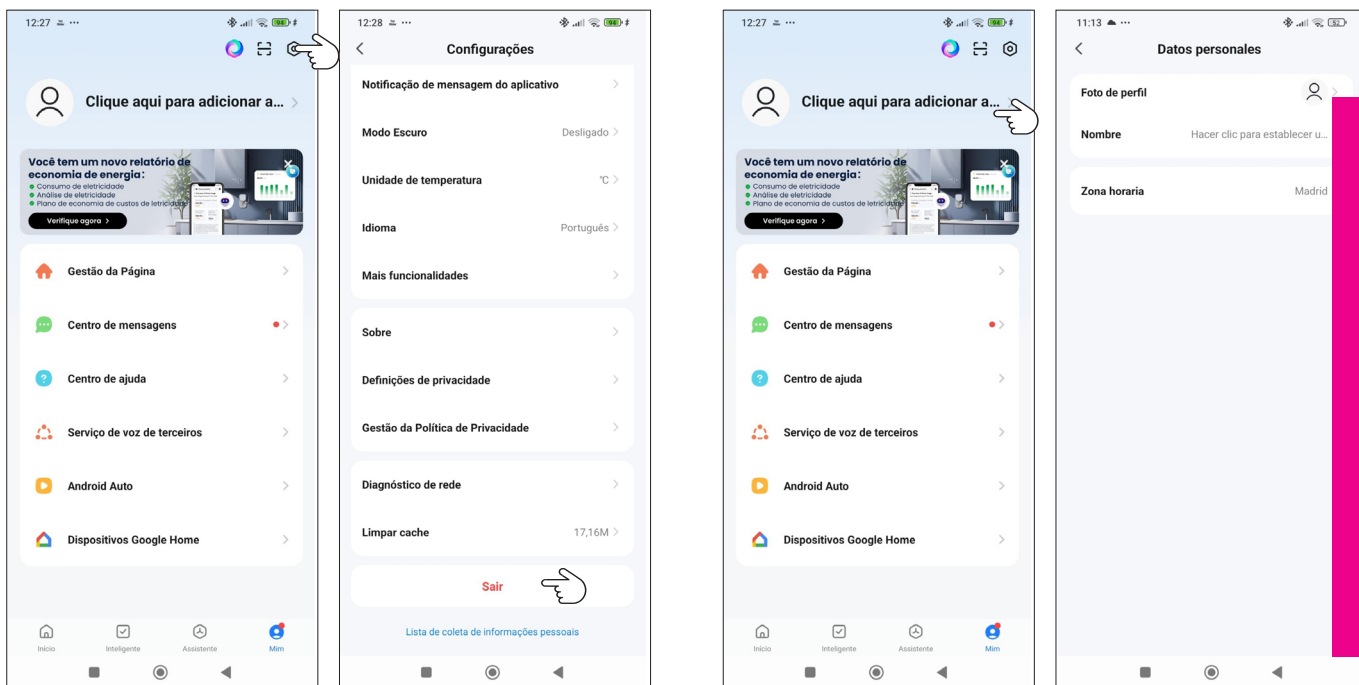 12:27
94
Clique aqui para adicionar a...
Você tem um novo relatório de
economia de energia:
Consumo de eletricidade
Análise de eletricidade
Plano de economia de custos de letricidade
Verifique agora >
Gestão da Página
Centro de mensagens
Centro de ajuda
Serviço de voz de terceiros
Android Auto
Dispositivos Google Home
Início Inteligente Assistente Mim
12:28
94
Configurações
Notificação de mensagem do aplicativo
Modo Escuro Desligado
Unidade de temperatura °C
Idioma Português
Mais funcionalidades
Sobre
Definições de privacidade
Gestão da Política de Privacidade
Diagnóstico de rede
Limpar cache 17,16M
Sair
Lista de coleta de informações pessoais
12:27
94
Clique aqui para adicionar a...
Você tem um novo relatório de
economia de energia:
Consumo de eletricidade
Análise de eletricidade
Plano de economia de custos de letricidade
Verifique agora >
Gestão da Página
Centro de mensagens
Centro de ajuda
Serviço de voz de terceiros
Android Auto
Dispositivos Google Home
Início Inteligente Assistente Mim
11:13
52
Datos personales
Foto de perfil
Nombre Hacer clic para establecer u...
Zona horaria Madrid